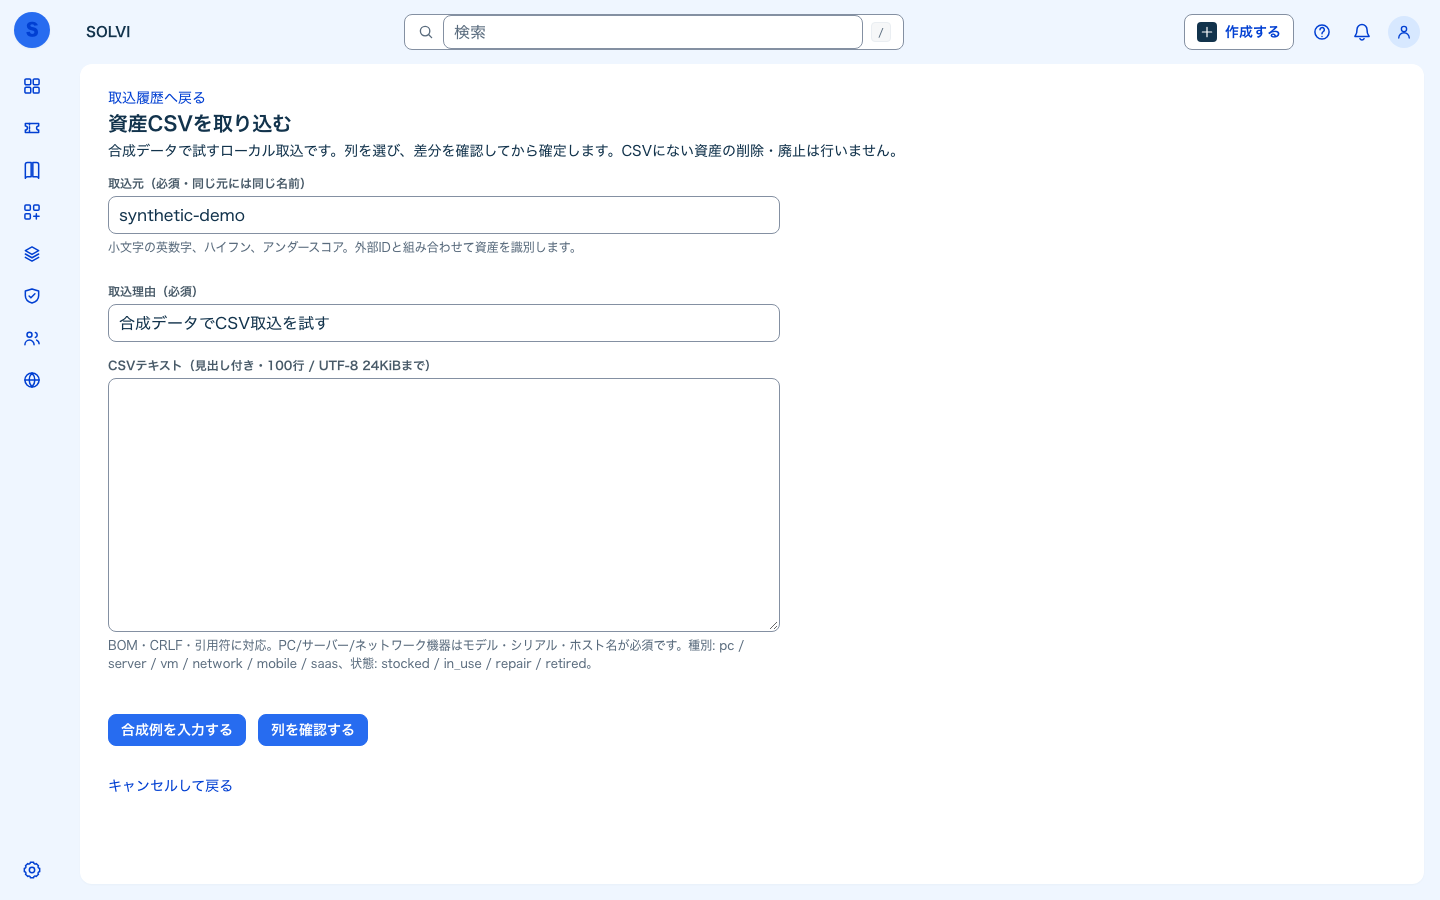 S
SOLVI
検索
/
作成する
取込履歴へ戻る
資産CSVを取り込む
合成データで試すローカル取込です。列を選び、差分を確認してから確定します。CSVにない資産の削除・廃止は行いません。
取込元（必須・同じ元には同じ名前）
synthetic-demo
小文字の英数字、ハイフン、アンダースコア。外部IDと組み合わせて資産を識別します。
取込理由（必須）
合成データでCSV取込を試す
CSVテキスト（見出し付き・100行 / UTF-8 24KiBまで）
BOM・CRLF・引用符に対応。PC/サーバー/ネットワーク機器はモデル・シリアル・ホスト名が必須です。種別: pc /
server / vm / network / mobile / saas、状態: stocked / in_use / repair / retired。
合成例を入力する
列を確認する
キャンセルして戻る